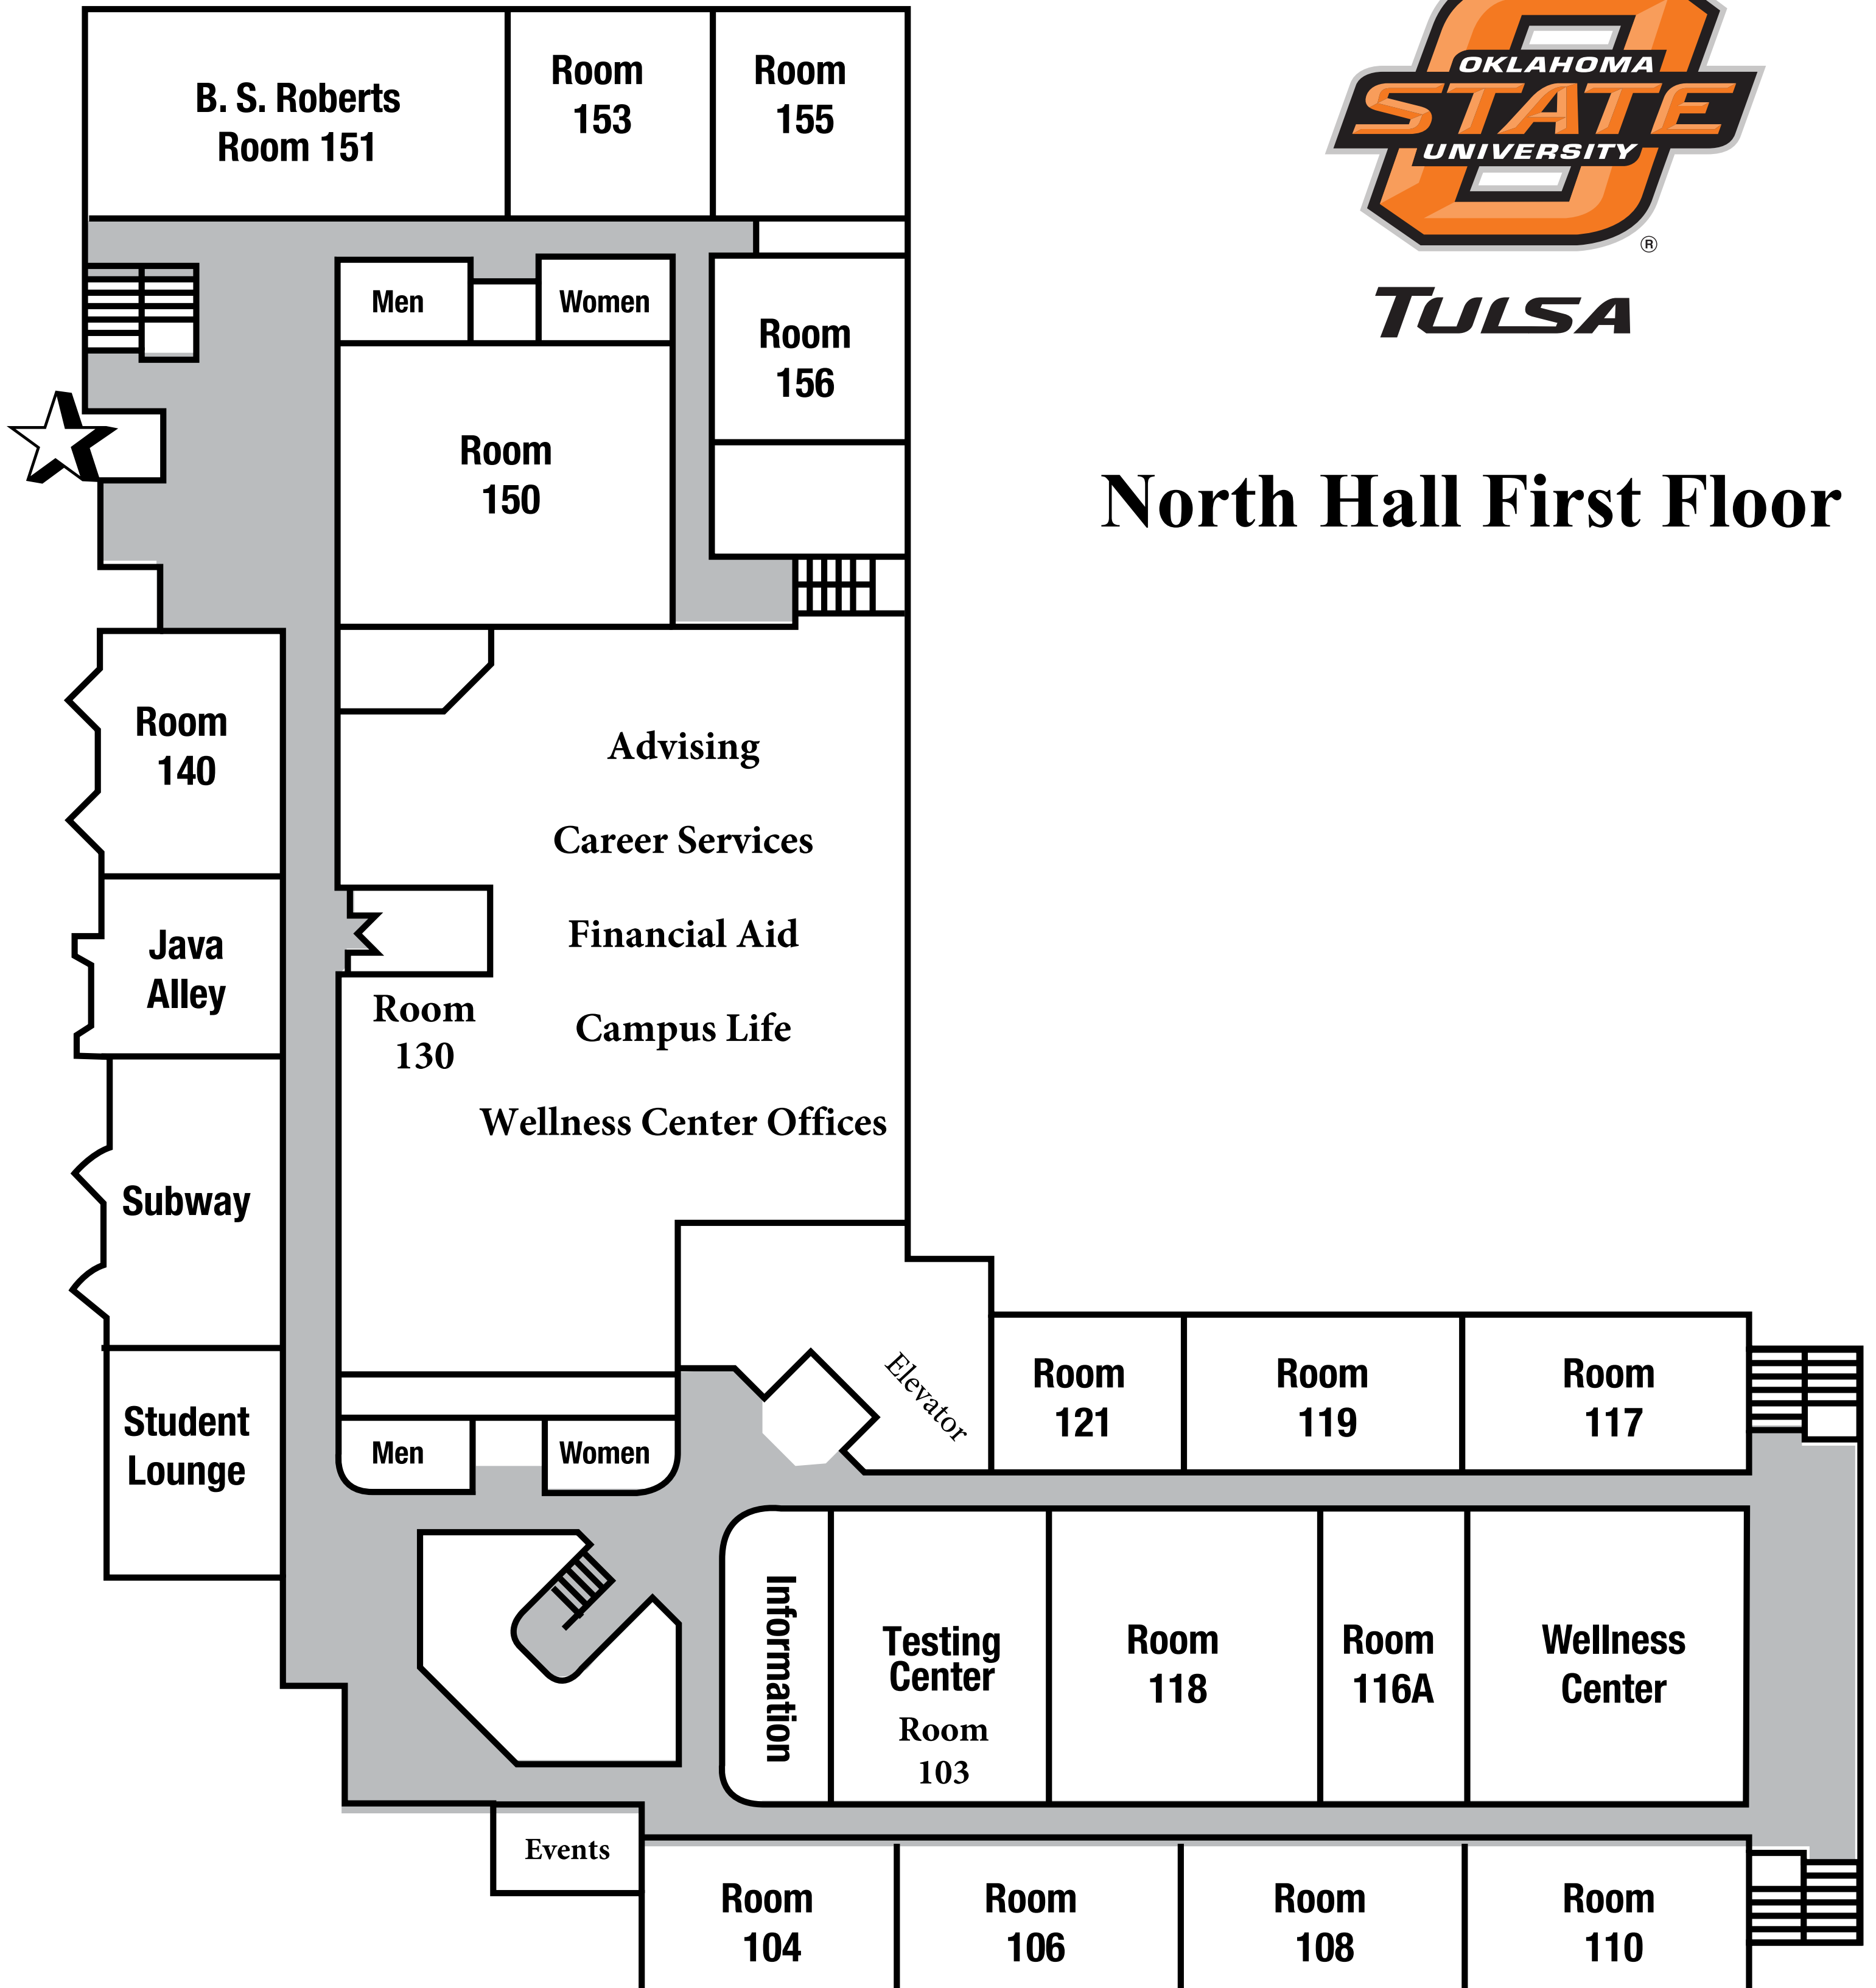 B. S. Roberts
Room 151
Room
153
Room
155
OKLAHOMA
STATE
UNIVERSITY
®
TULSA
Men
Women
Room
156
Room
150
North Hall First Floor
Room
140
Advising
Career Services
Java
Alley
Financial Aid
Room
130
Campus Life
Wellness Center Offices
Subway
Student
Lounge
Men
Women
Elevator
Room
121
Room
119
Room
117
Information
Testing
Center
Room
103
Room
118
Room
116A
Wellness
Center
Events
Room
104
Room
106
Room
108
Room
110